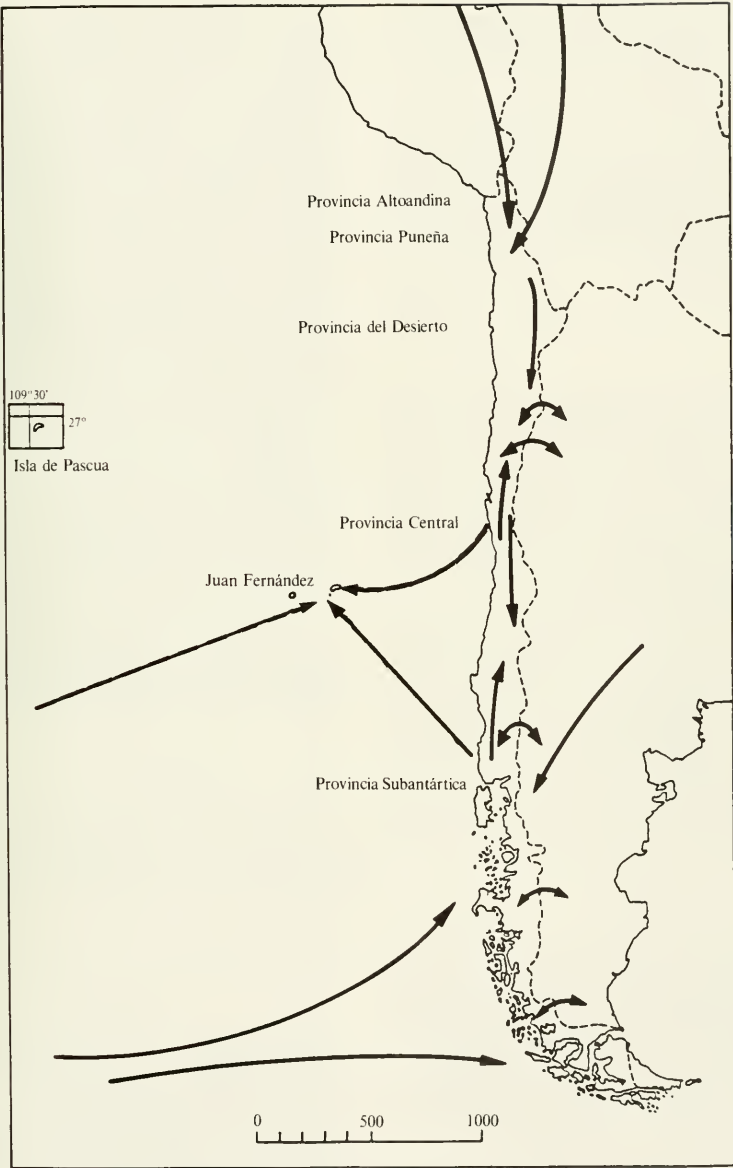 Provincia Altoandina
Provincia Puneña
Provincia del Desierto
109°30'
27°
Isla de Pascua
Provincia Central
Juan Fernández
Provincia Subantártica
0 500 1000